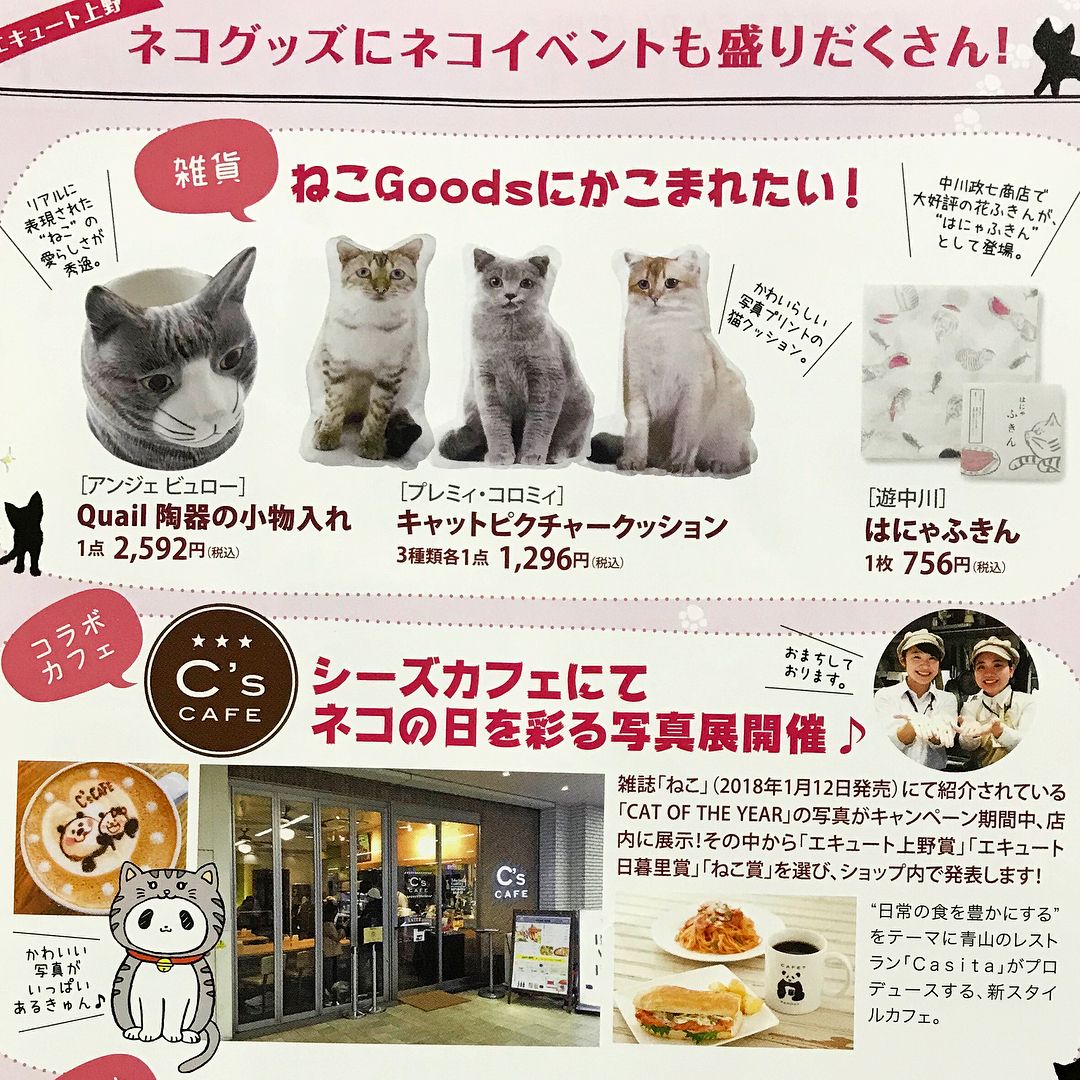 エキュート上野
ネコグッズにネコイベントも盛りだくさん!
雑貨
ねこGoodsにかこまれたい!
リアルに
表現された
“ねこ”の
愛らしさが
秀逸。
中川政七商店で
大好評の花ふきんが、
“はにゃふきん”
として登場。
かわいらしい
写真プリントの
猫クッション。
はにゃ
ふきん
[アンジェ ビュロー]
Quail 陶器の小物入れ
1点 2,592円(税込)
[プレミィ・コロミィ]
キャットピクチャークッション
3種類各1点 1,296円(税込)
[遊中川]
はにゃふきん
1枚 756円(税込)
コラボ
カフェ
C's
CAFE
シーズカフェにて
ネコの日を彩る写真展開催♪
おまちして
おります。
雑誌「ねこ」(2018年1月12日発売)にて紹介されている
「CAT OF THE YEAR」の写真がキャンペーン期間中、店
内に展示!その中から「エキュート上野賞」「エキュート
日暮里賞」「ねこ賞」を選び、ショップ内で発表します!
C'sCAFE
C's
CAFE
C's
CAFE
かわいい
写真が
いっぱい
あるきゅん♪
“日常の食を豊かにする”
をテーマに青山のレスト
ラン「Casita」がプロ
デュースする、新スタイ
ルカフェ。